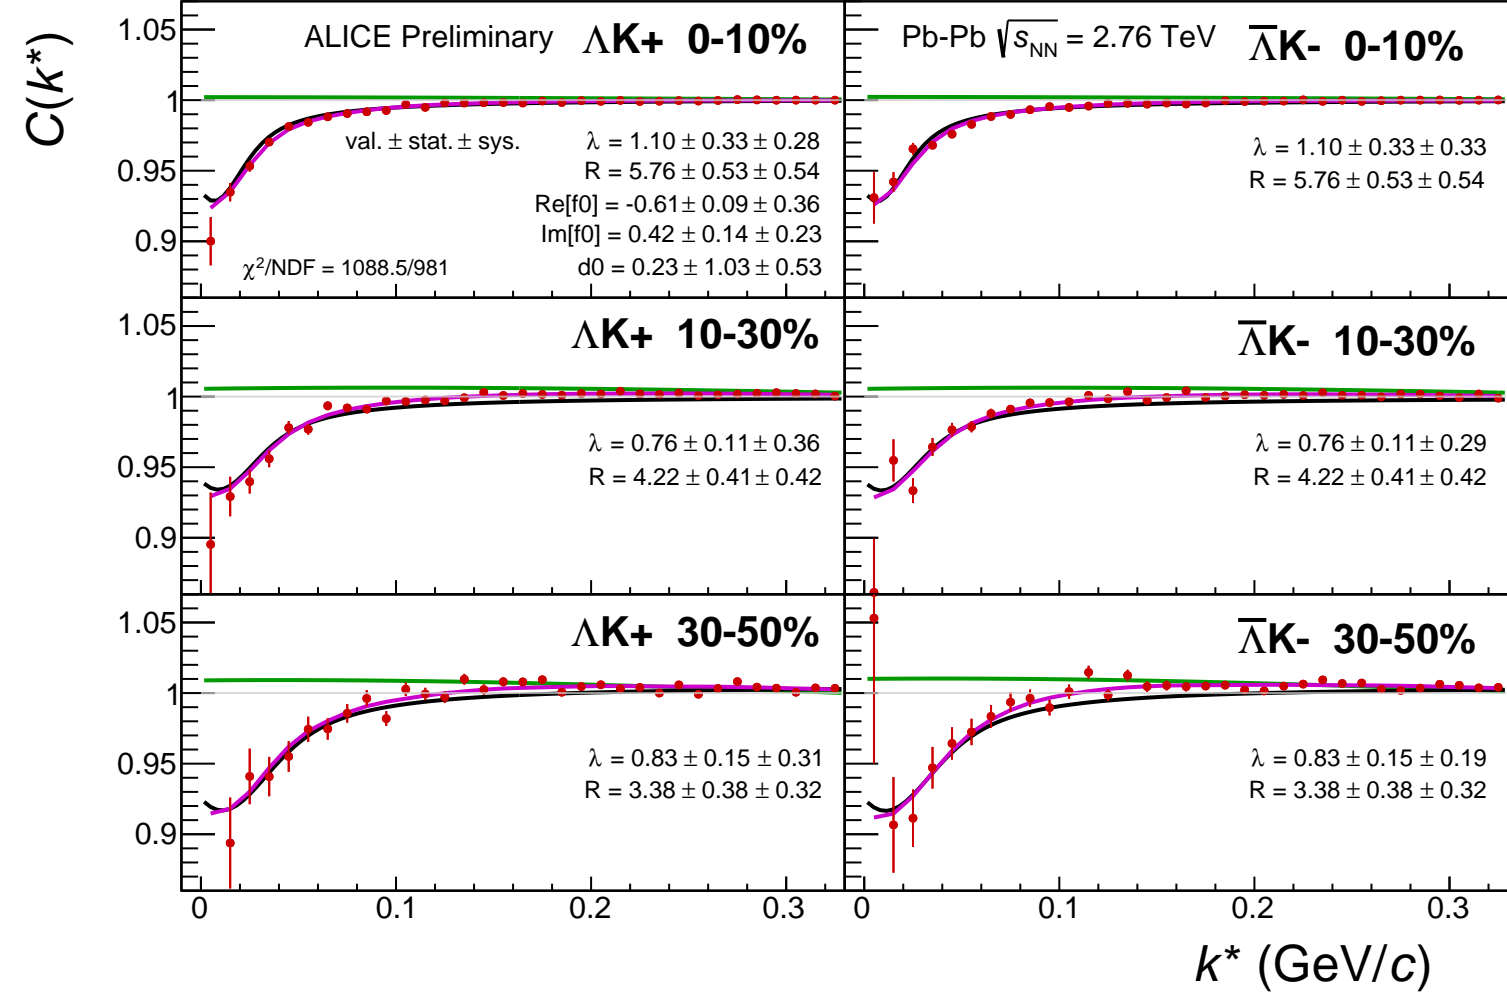 C(k*)
ALICE Preliminary ΛK+ 0-10%
val. ± stat. ± sys.
λ = 1.10 ± 0.33 ± 0.28
R = 5.76 ± 0.53 ± 0.54
Re[f0] = -0.61 ± 0.09 ± 0.36
Im[f0] = 0.42 ± 0.14 ± 0.23
χ²/NDF = 1088.5/981
d0 = 0.23 ± 1.03 ± 0.53
1.05
1
0.95
0.9
Pb-Pb √sNN = 2.76 TeV Λ̅K- 0-10%
λ = 1.10 ± 0.33 ± 0.33
R = 5.76 ± 0.53 ± 0.54
ΛK+ 10-30%
λ = 0.76 ± 0.11 ± 0.36
R = 4.22 ± 0.41 ± 0.42
1.05
1
0.95
0.9
Λ̅K- 10-30%
λ = 0.76 ± 0.11 ± 0.29
R = 4.22 ± 0.41 ± 0.42
ΛK+ 30-50%
λ = 0.83 ± 0.15 ± 0.31
R = 3.38 ± 0.38 ± 0.32
1.05
1
0.95
0.9
Λ̅K- 30-50%
λ = 0.83 ± 0.15 ± 0.19
R = 3.38 ± 0.38 ± 0.32
0 0.1 0.2 0.3
0 0.1 0.2 0.3
k* (GeV/c)